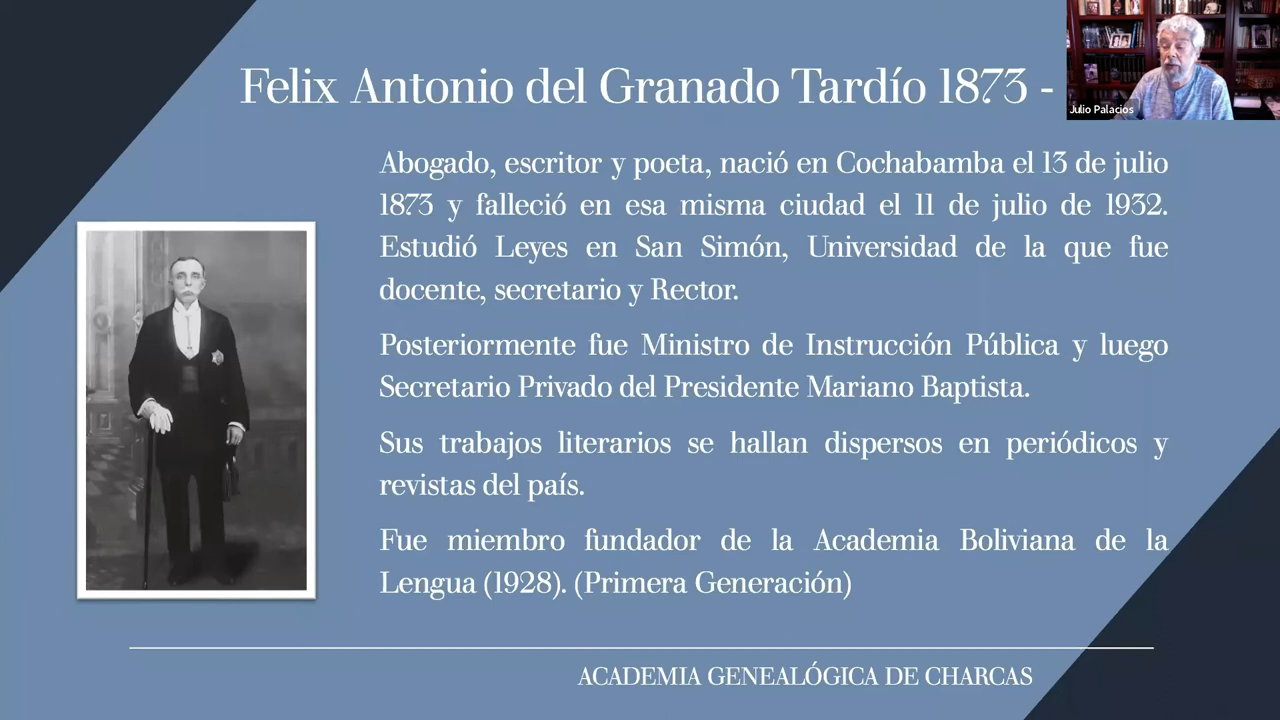 Felix Antonio del Granado Tardío 1873 -
Julio Palacios
Abogado, escritor y poeta, nació en Cochabamba el 13 de julio
1873 y falleció en esa misma ciudad el 11 de julio de 1932.
Estudió Leyes en San Simón, Universidad de la que fue
docente, secretario y Rector.
Posteriormente fue Ministro de Instrucción Pública y luego
Secretario Privado del Presidente Mariano Baptista.
Sus trabajos literarios se hallan dispersos en periódicos y
revistas del país.
Fue miembro fundador de la Academia Boliviana de la
Lengua (1928). (Primera Generación)
ACADEMIA GENEALÓGICA DE CHARCAS